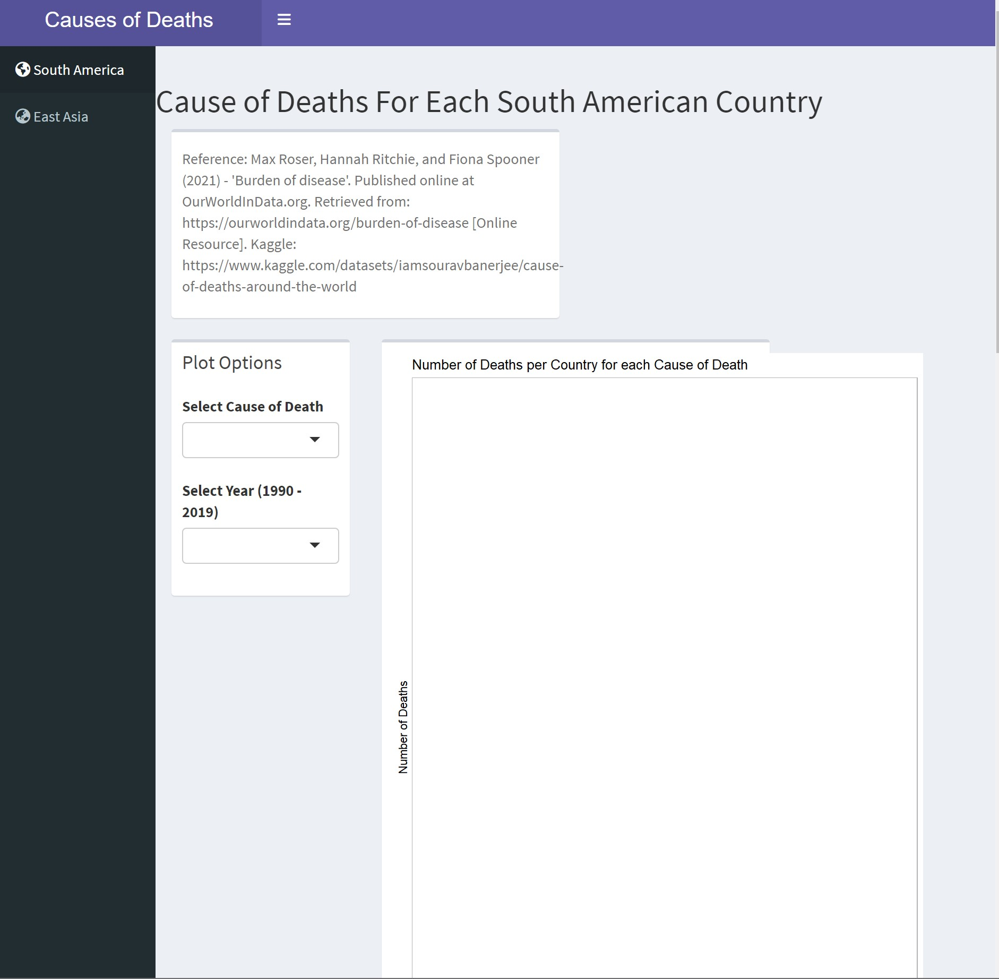 Causes of Deaths
South America
East Asia
Cause of Deaths For Each South American Country
Reference: Max Roser, Hannah Ritchie, and Fiona Spooner
(2021) - 'Burden of disease'. Published online at
OurWorldInData.org. Retrieved from:
https://ourworldindata.org/burden-of-disease [Online
Resource]. Kaggle:
https://www.kaggle.com/datasets/iamsouravbanerjee/cause-
of-deaths-around-the-world
Plot Options
Select Cause of Death
Select Year (1990 -
2019)
Number of Deaths per Country for each Cause of Death
Number of Deaths